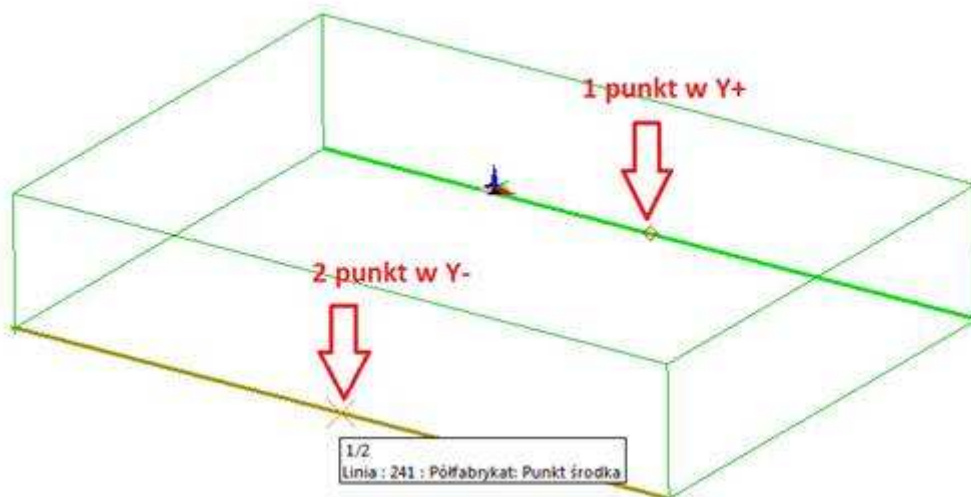 1 punkt w Y+
2 punkt w Y-
1/2
Linia : 241 : Półfabrykat: Punkt środka